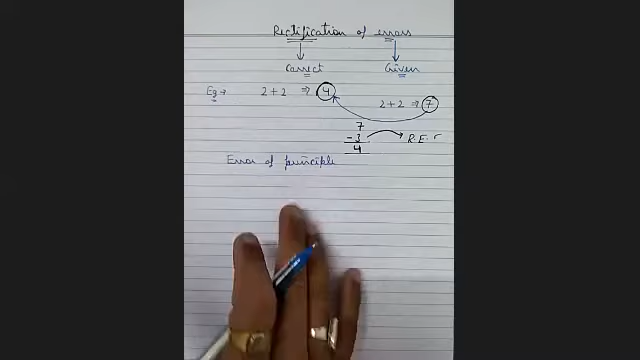 Rectification of errors
Correct Given
Eg → 2+2 ⇒ 4
2+2 ⇒ 7
7
-3 → R.E.
4
Error of principle